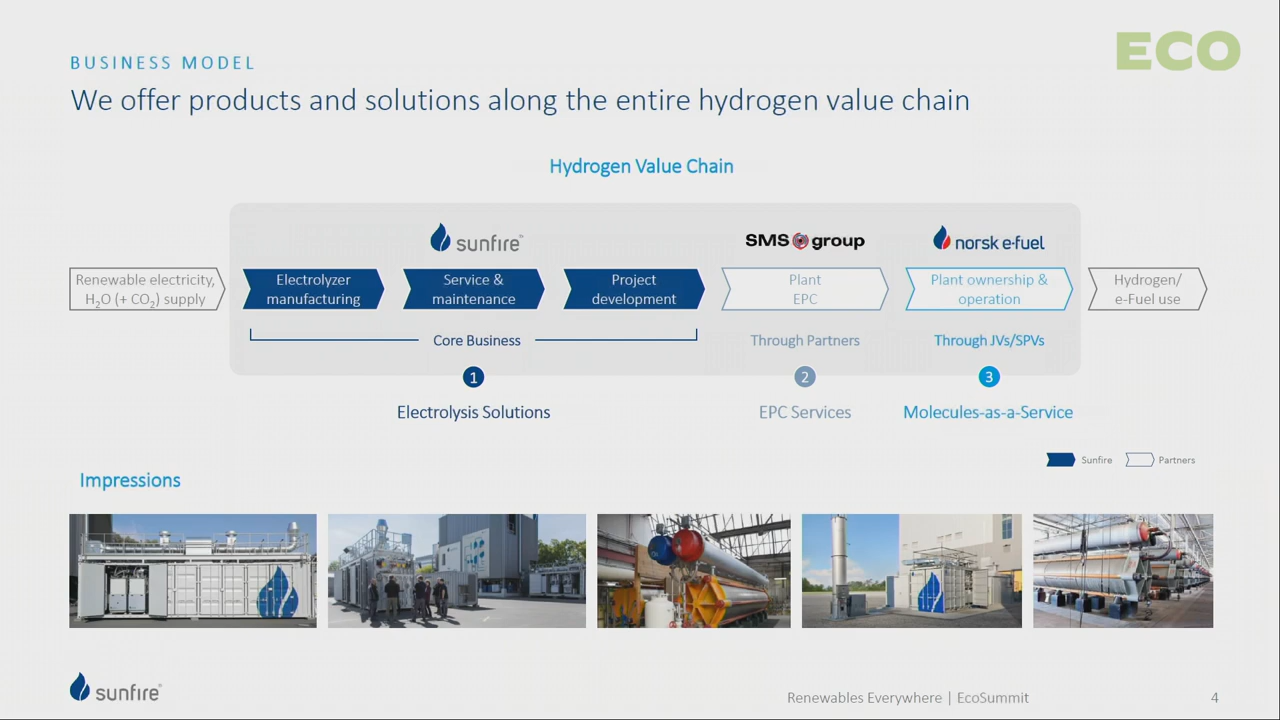 ECO
BUSINESS MODEL
We offer products and solutions along the entire hydrogen value chain
Hydrogen Value Chain
sunfire™
SMS group
norsk e-fuel
Renewable electricity,
H₂O (+ CO₂) supply
Electrolyzer
manufacturing
Service &
maintenance
Project
development
Plant
EPC
Plant ownership &
operation
Hydrogen/
e-Fuel use
Core Business
Through Partners
Through JVs/SPVs
1
2
3
Electrolysis Solutions
EPC Services
Molecules-as-a-Service
Sunfire
Partners
Impressions
sunfire™
Renewables Everywhere | EcoSummit
4